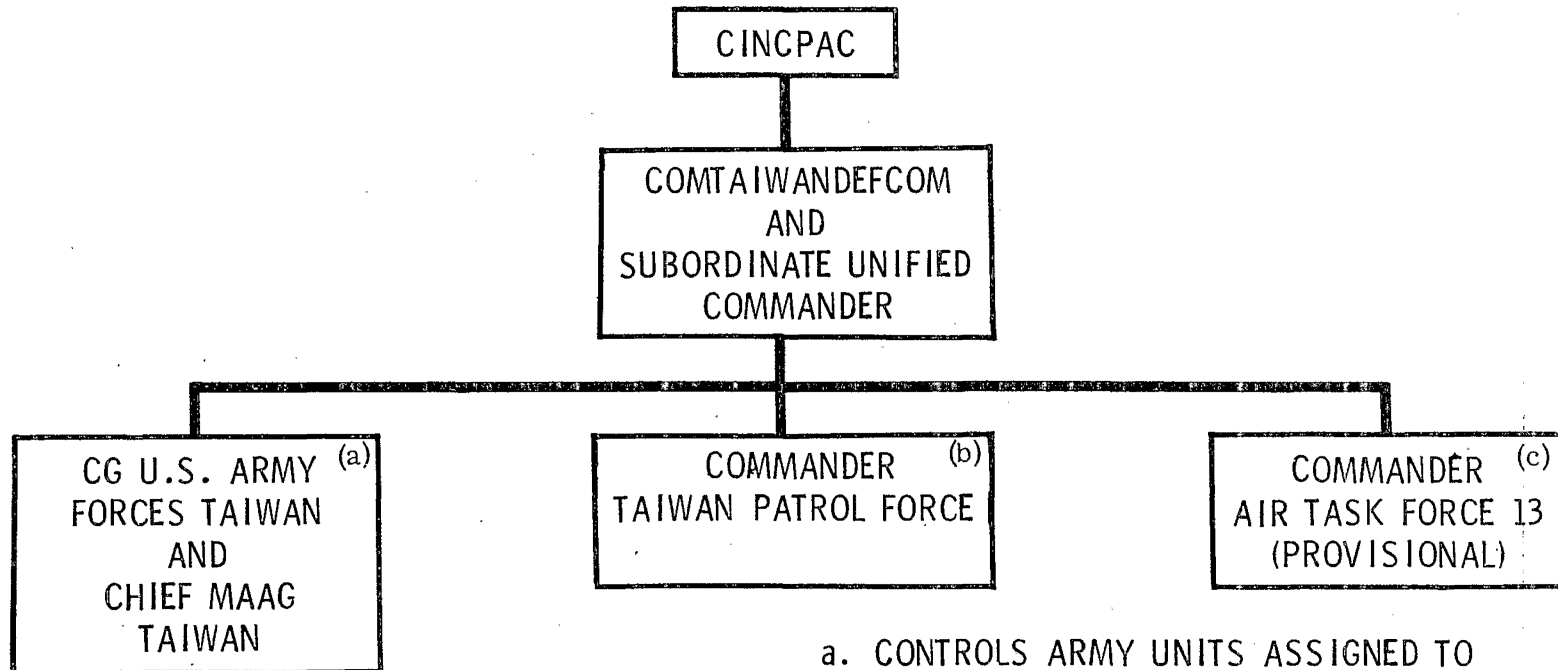 CINCPAC
COMTAIWANDEFCOM
AND
SUBORDINATE UNIFIED
COMMANDER
CG U.S. ARMY (a)
FORCES TAIWAN
AND
CHIEF MAAG
TAIWAN
COMMANDER (b)
TAIWAN PATROL FORCE
COMMANDER (c)
AIR TASK FORCE 13
(PROVISIONAL)
a. CONTROLS ARMY UNITS ASSIGNED TO